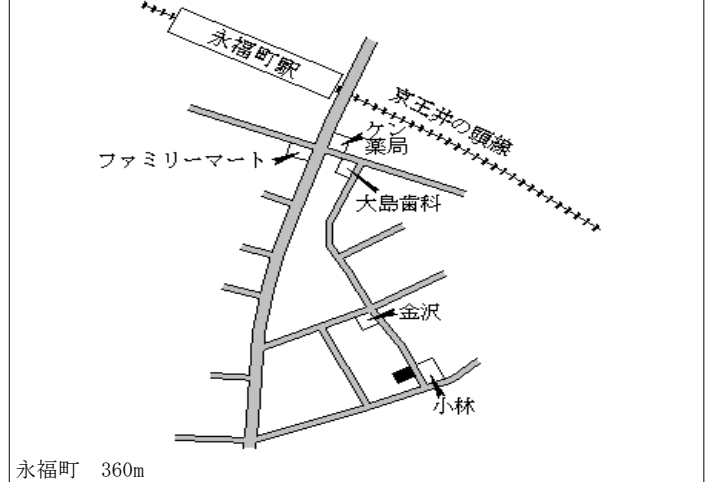 永福町駅
京王井の頭線
ケン
薬局
ファミリーマート
大島歯科
金沢
小林
永福町　360m